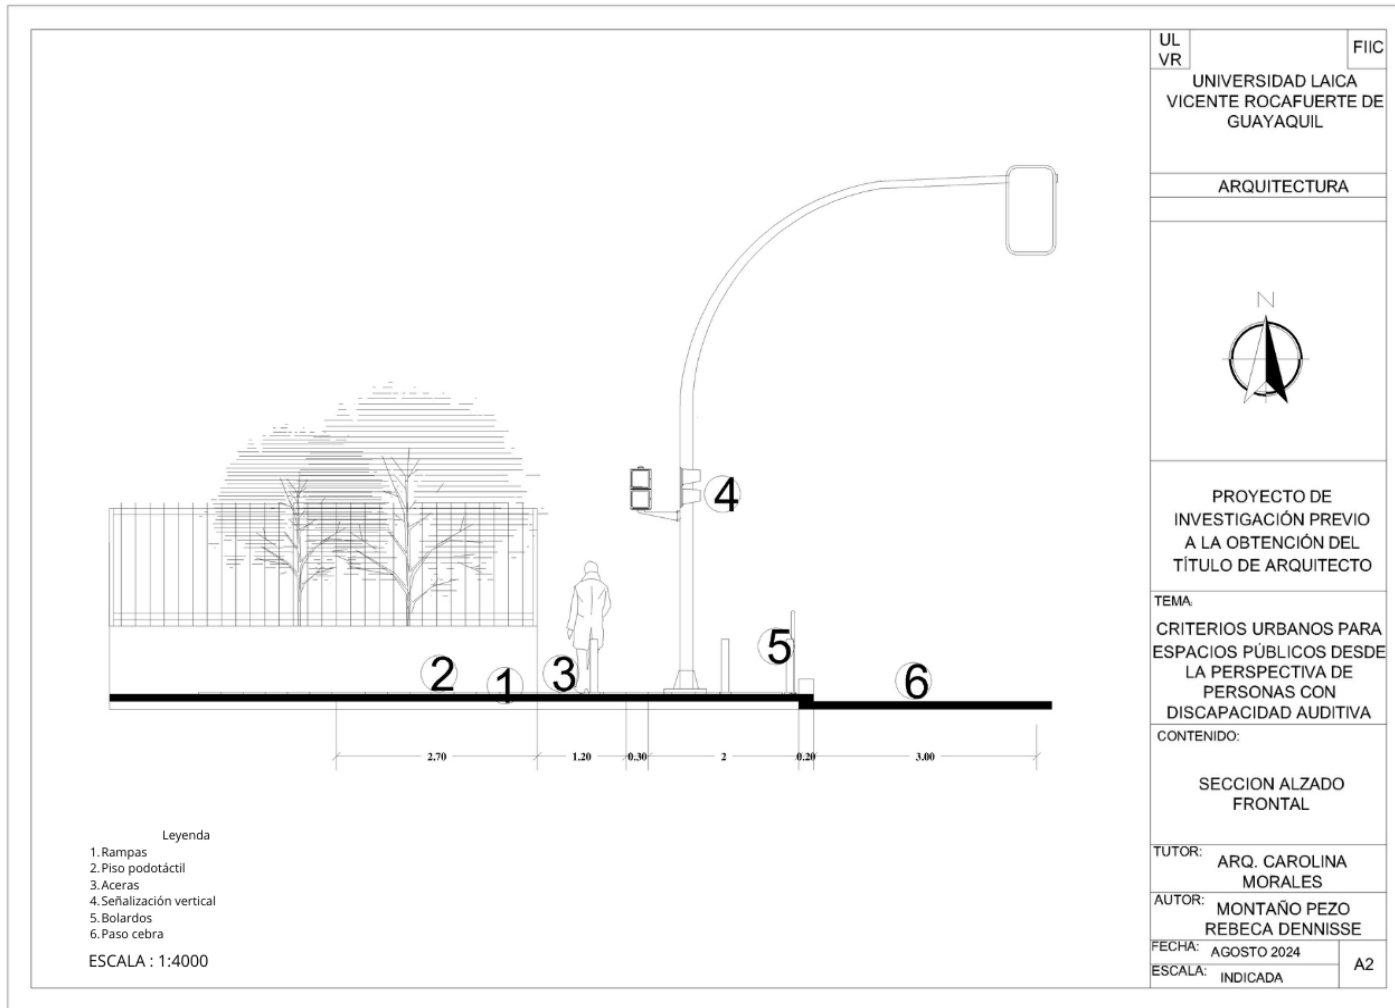 UL
VR
FIIC
UNIVERSIDAD LAICA
VICENTE ROCAFUERTE DE
GUAYAQUIL
ARQUITECTURA
N
PROYECTO DE
INVESTIGACIÓN PREVIO
A LA OBTENCIÓN DEL
TÍTULO DE ARQUITECTO
TEMA:
CRITERIOS URBANOS PARA
ESPACIOS PÚBLICOS DESDE
LA PERSPECTIVA DE
PERSONAS CON
DISCAPACIDAD AUDITIVA
CONTENIDO:
SECCION ALZADO
FRONTAL
TUTOR:
ARQ. CAROLINA
MORALES
AUTOR:
MONTAÑO PEZO
REBECA DENNISSE
FECHA: AGOSTO 2024
ESCALA: INDICADA
A2
4
5
2 1 3 6
2.70 1.20 0.30 2 0.20 3.00
Leyenda
1. Rampas
2. Piso podotáctil
3. Aceras
4. Señalización vertical
5. Bolardos
6. Paso cebra
ESCALA : 1:4000